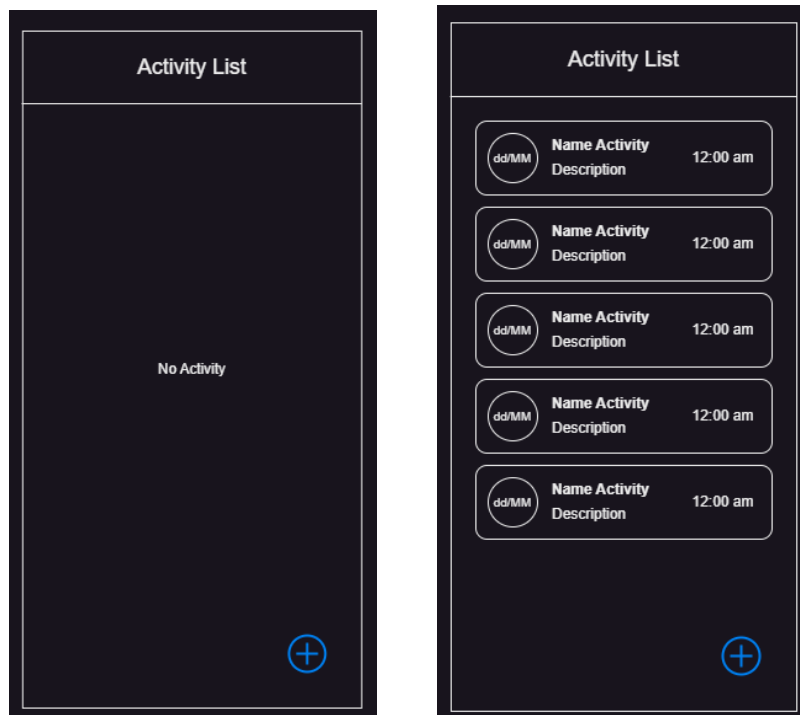 Activity List
No Activity
Activity List
dd/MM
Name Activity
Description
12:00 am
dd/MM
Name Activity
Description
12:00 am
dd/MM
Name Activity
Description
12:00 am
dd/MM
Name Activity
Description
12:00 am
dd/MM
Name Activity
Description
12:00 am